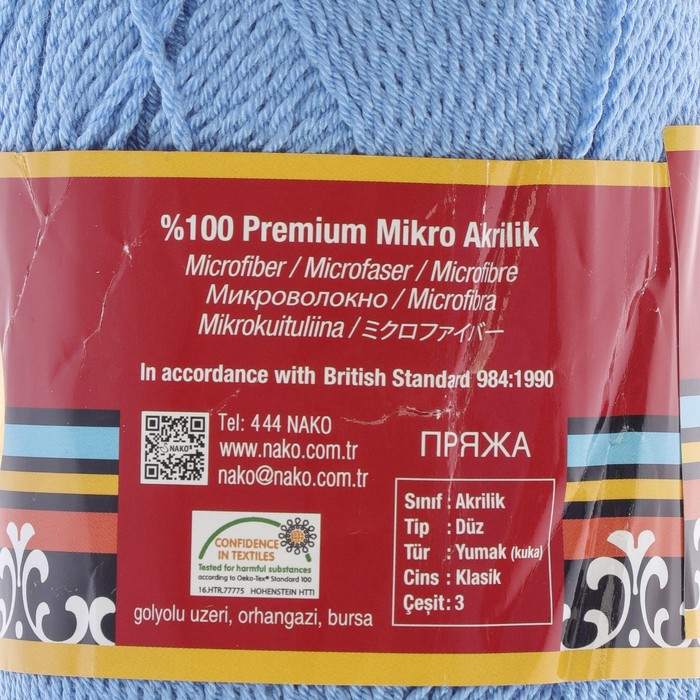 %100 Premium Mikro Akrilik
Microfiber / Microfaser / Microfibre
Микроволокно / Microfibra
Mikrokuituliina / ミクロファイバー
In accordance with British Standard 984:1990
NAKO
Tel: 444 NAKO
www.nako.com.tr
nako@nako.com.tr
ПРЯЖА
Sınıf : Akrilik
Tip : Düz
Tür : Yumak (kuka)
Cins : Klasik
Çeşit : 3
CONFIDENCE
IN TEXTILES
Tested for harmful substances
according to Oeko-Tex® Standard 100
16.HTR.77775 HOHENSTEIN HTTI
golyolu uzeri, orhangazi, bursa